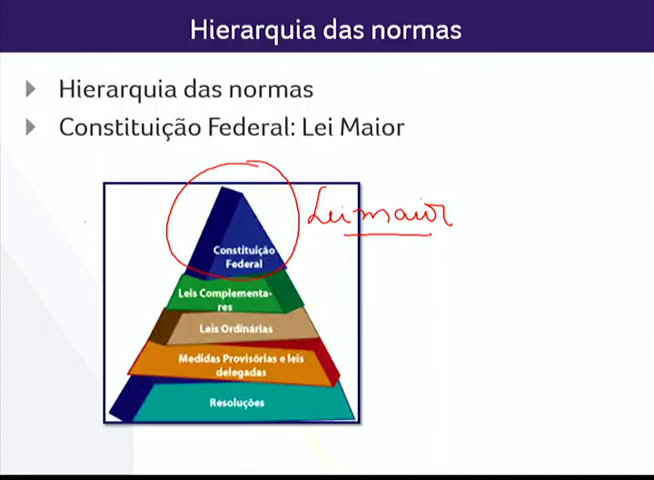 Hierarquia das normas
Hierarquia das normas
Constituição Federal: Lei Maior
Lei maior
Constituição
Federal
Leis Complementa-
res
Leis Ordinárias
Medidas Provisórias e leis
delegadas
Resoluções